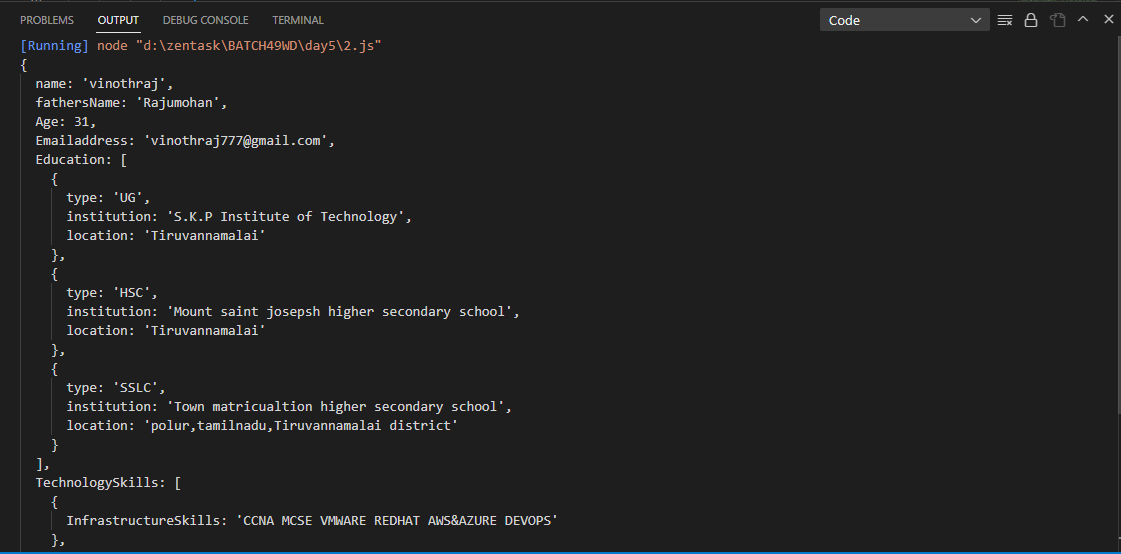 PROBLEMS OUTPUT DEBUG CONSOLE TERMINAL Code
[Running] node "d:\zentask\BATCH49WD\day5\2.js"
{
name: 'vinothraj',
fathersName: 'Rajumohan',
Age: 31,
Emailaddress: 'vinothraj777@gmail.com',
Education: [
{
type: 'UG',
institution: 'S.K.P Institute of Technology',
location: 'Tiruvannamalai'
},
{
type: 'HSC',
institution: 'Mount saint josepsh higher secondary school',
location: 'Tiruvannamalai'
},
{
type: 'SSLC',
institution: 'Town matricualtion higher secondary school',
location: 'polur,tamilnadu,Tiruvannamalai district'
}
],
TechnologySkills: [
{
InfrastructureSkills: 'CCNA MCSE VMWARE REDHAT AWS&AZURE DEVOPS'
},